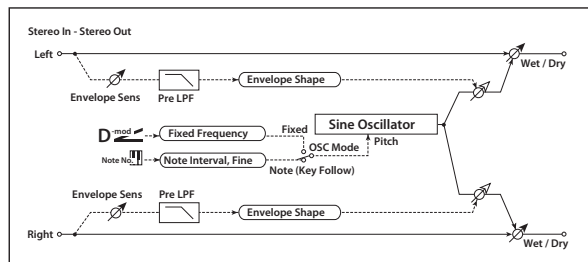 Stereo In - Stereo Out
Left
Wet / Dry
Envelope Sens
Pre LPF
Envelope Shape
D-mod
Fixed Frequency
Fixed
Sine Oscillator
OSC Mode
Pitch
Note No.
Note Interval, Fine
Note (Key Follow)
Envelope Sens
Pre LPF
Envelope Shape
Right
Wet / Dry